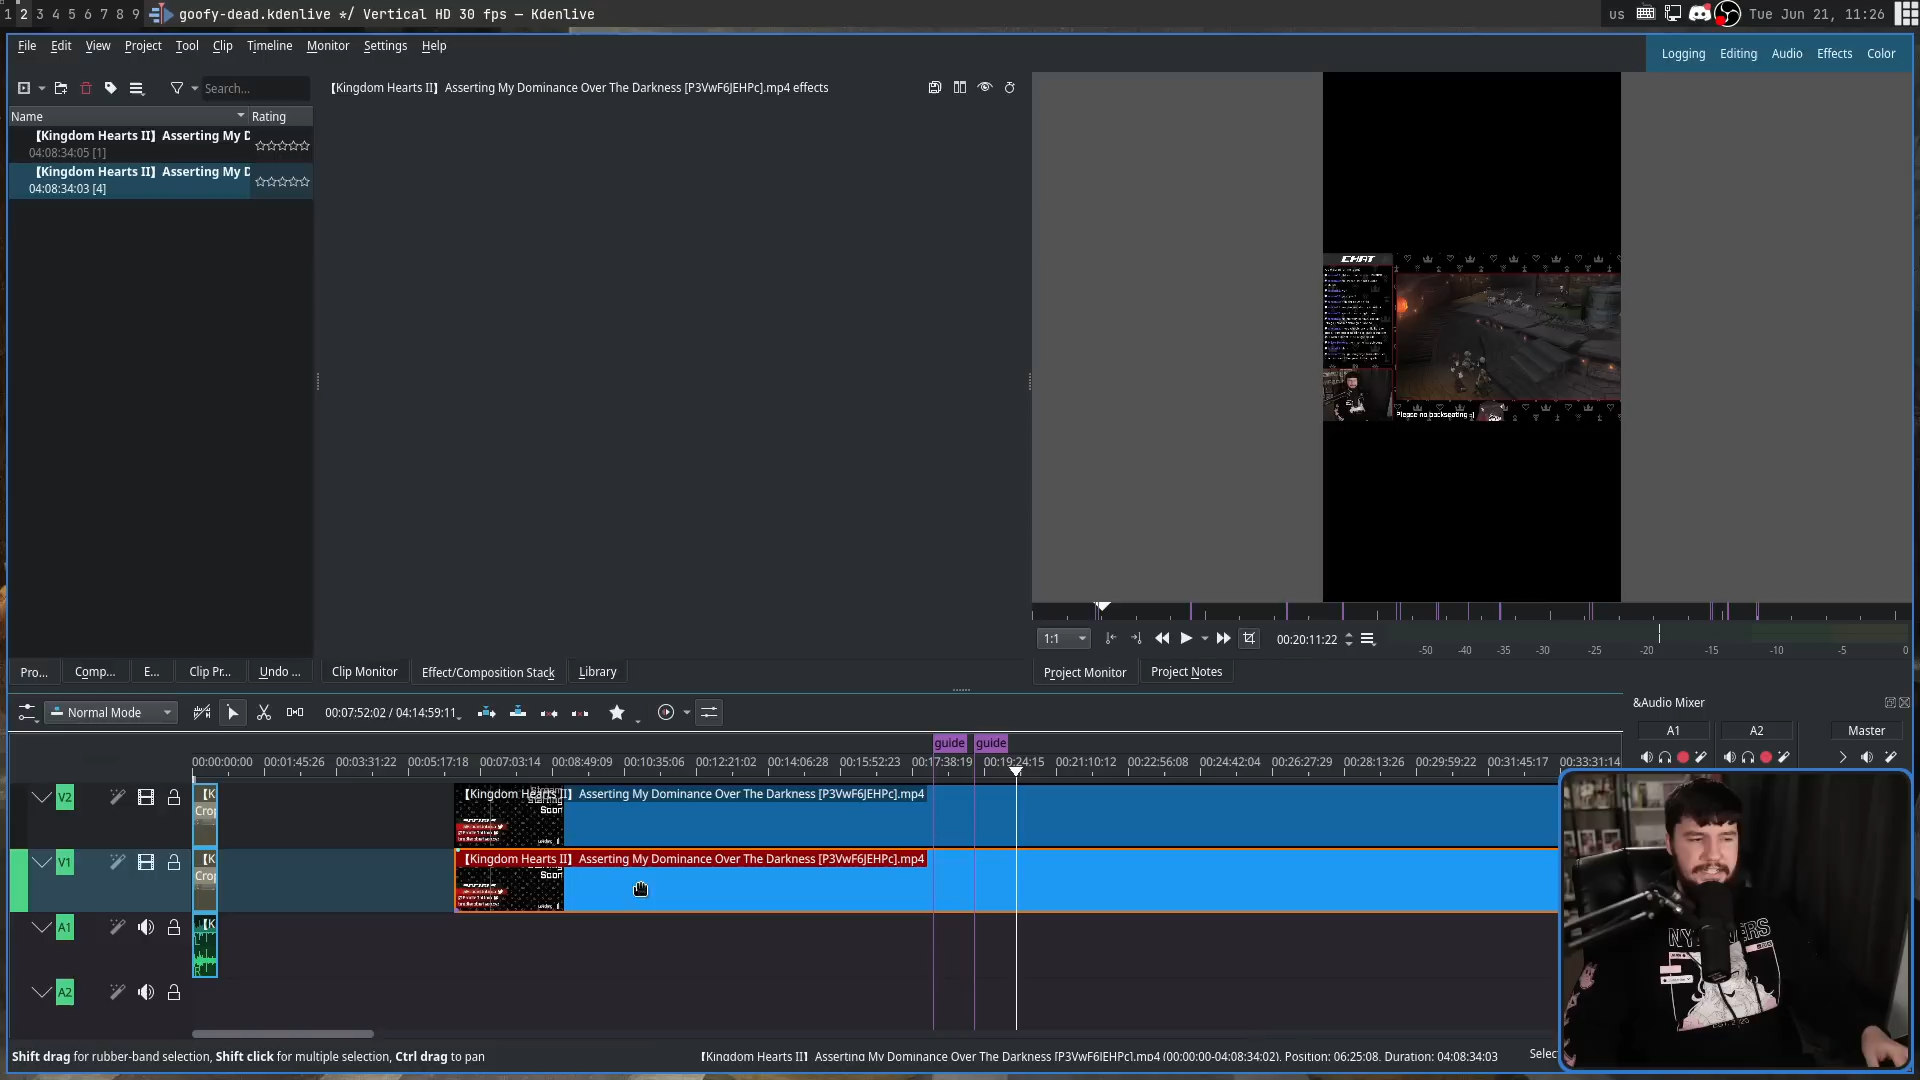 1 2 3 4 5 6 7 8 9 goofy-dead.kdenlive */ Vertical HD 30 fps — Kdenlive us Tue Jun 21, 11:26
File Edit View Project Tool Clip Timeline Monitor Settings Help
Logging Editing Audio Effects Color
Search...
【Kingdom Hearts II】Asserting My Dominance Over The Darkness [P3VwF6JEHPc].mp4 effects
Name Rating
【Kingdom Hearts II】Asserting My D
04:08:34:05 [1]
【Kingdom Hearts II】Asserting My D
04:08:34:03 [4]
CHAT
Please no backseating :)
1:1 00:20:11:22
-50 -40 -35 -30 -25 -20 -15 -10 -5 0
Pro... Comp... E... Clip Pr... Undo ... Clip Monitor Effect/Composition Stack Library Project Monitor Project Notes
Normal Mode 00:07:52:02 / 04:14:59:11
&Audio Mixer
A1 A2 Master
guide guide
00:00:00:00 00:01:45:26 00:03:31:22 00:05:17:18 00:07:03:14 00:08:49:09 00:10:35:06 00:12:21:02 00:14:06:28 00:15:52:23 00:17:38:19 00:19:24:15 00:21:10:12 00:22:56:08 00:24:42:04 00:26:27:29 00:28:13:26 00:29:59:22 00:31:45:17 00:33:31:14
V2 【K 【Kingdom Hearts II】Asserting My Dominance Over The Darkness [P3VwF6JEHPc].mp4
Crop
Soon
V1 【K 【Kingdom Hearts II】Asserting My Dominance Over The Darkness [P3VwF6JEHPc].mp4
Crop
Soon
A1 【K
A2
Shift drag for rubber-band selection, Shift click for multiple selection, Ctrl drag to pan
【Kingdom Hearts II】Asserting My Dominance Over The Darkness [P3VwF6JEHPc].mp4 (00:00:00-04:08:34:02). Position: 06:25:08, Duration: 04:08:34:03
Selec